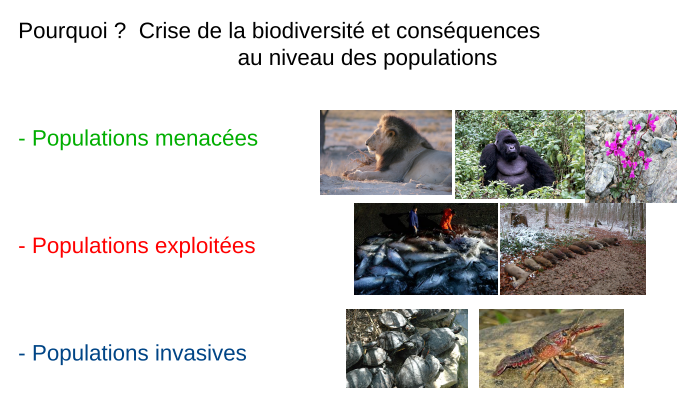 Pourquoi ?  Crise de la biodiversité et conséquences
au niveau des populations
- Populations menacées
- Populations exploitées
- Populations invasives